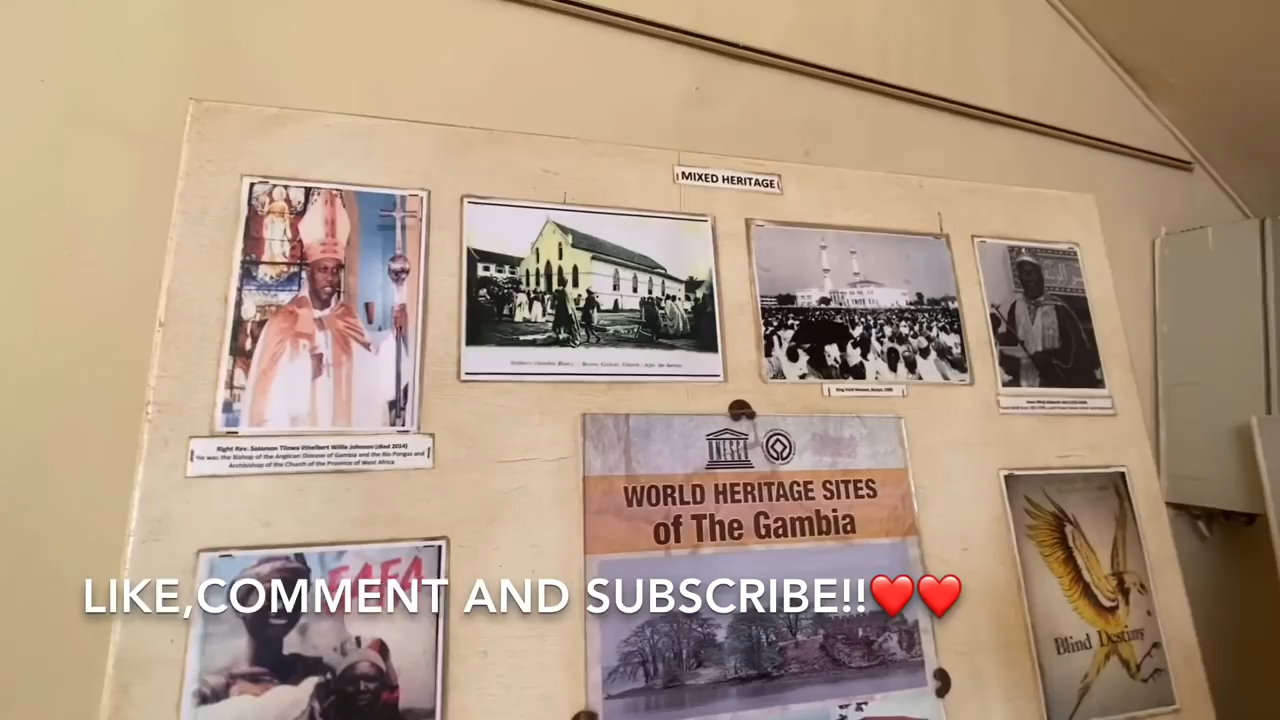 MIXED HERITAGE
Right Rev. Solomon Tilewa Ethelbert Willie Johnson (died 2014)
He was the Bishop of the Anglican Diocese of Gambia and the Rio Pongas and
Archbishop of the Church of the Province of West Africa
UNESCO
WORLD HERITAGE SITES
of The Gambia
LIKE,COMMENT AND SUBSCRIBE!!❤️❤️
Blind Destiny